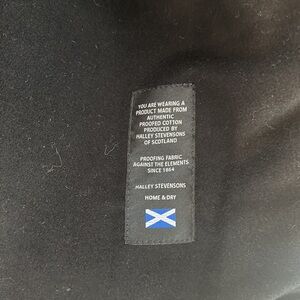 YOU ARE WEARING A
PRODUCT MADE FROM
AUTHENTIC
PROOFED COTTON
PRODUCED BY
HALLEY STEVENSONS
OF SCOTLAND
PROOFING FABRIC
AGAINST THE ELEMENTS
SINCE 1864
HALLEY STEVENSONS
HOME & DRY